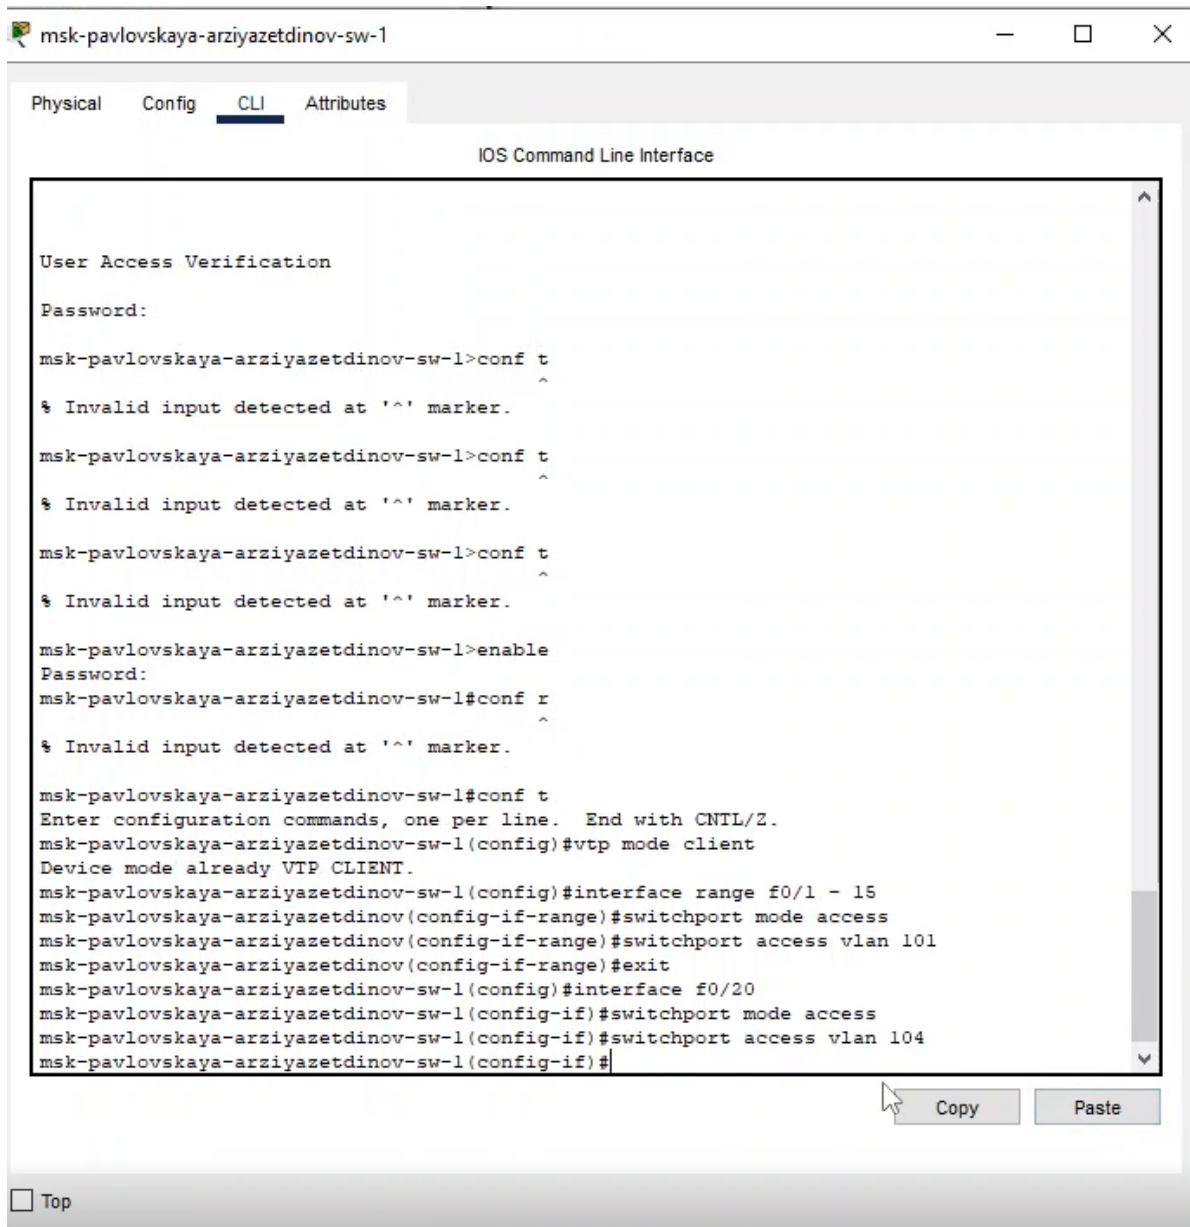 msk-pavlovskaya-arziyazetdinov-sw-1
Physical Config CLI Attributes
IOS Command Line Interface
User Access Verification
Password:
msk-pavlovskaya-arziyazetdinov-sw-1>conf t
^
% Invalid input detected at '^' marker.
msk-pavlovskaya-arziyazetdinov-sw-1>conf t
^
% Invalid input detected at '^' marker.
msk-pavlovskaya-arziyazetdinov-sw-1>conf t
^
% Invalid input detected at '^' marker.
msk-pavlovskaya-arziyazetdinov-sw-1>enable
Password:
msk-pavlovskaya-arziyazetdinov-sw-1#conf r
^
% Invalid input detected at '^' marker.
msk-pavlovskaya-arziyazetdinov-sw-1#conf t
Enter configuration commands, one per line.  End with CNTL/Z.
msk-pavlovskaya-arziyazetdinov-sw-1(config)#vtp mode client
Device mode already VTP CLIENT.
msk-pavlovskaya-arziyazetdinov-sw-1(config)#interface range f0/1 - 15
msk-pavlovskaya-arziyazetdinov(config-if-range)#switchport mode access
msk-pavlovskaya-arziyazetdinov(config-if-range)#switchport access vlan 101
msk-pavlovskaya-arziyazetdinov(config-if-range)#exit
msk-pavlovskaya-arziyazetdinov-sw-1(config)#interface f0/20
msk-pavlovskaya-arziyazetdinov-sw-1(config-if)#switchport mode access
msk-pavlovskaya-arziyazetdinov-sw-1(config-if)#switchport access vlan 104
msk-pavlovskaya-arziyazetdinov-sw-1(config-if)#
Copy Paste
Top